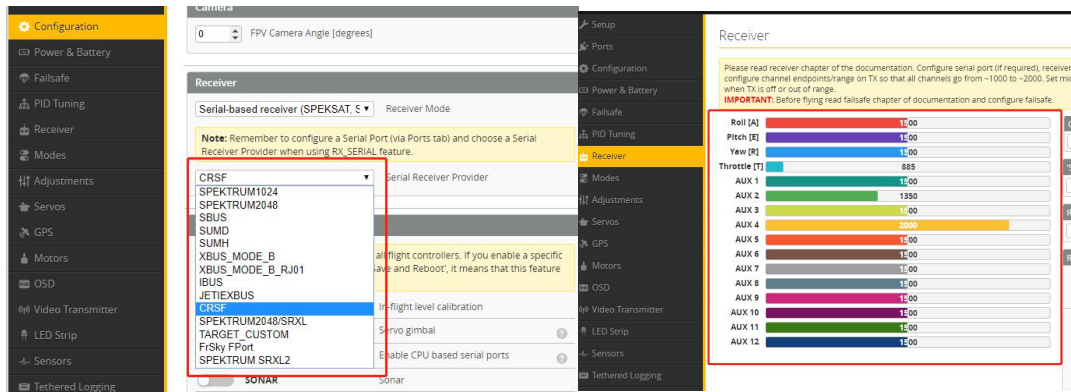 Configuration
Power & Battery
Failsafe
PID Tuning
Receiver
Modes
Adjustments
Servos
GPS
Motors
OSD
Video Transmitter
LED Strip
Sensors
Tethered Logging
Camera
0 FPV Camera Angle [degrees]
Receiver
Serial-based receiver (SPEKSAT, S Receiver Mode
Note: Remember to configure a Serial Port (via Ports tab) and choose a Serial
Receiver Provider when using RX_SERIAL feature.
CRSF Serial Receiver Provider
SPEKTRUM1024
SPEKTRUM2048
SBUS
SUMD
SUMH
XBUS_MODE_B
XBUS_MODE_B_RJ01
IBUS
JETIEXBUS
CRSF
SPEKTRUM2048/SRXL
TARGET_CUSTOM
FrSky FPort
SPEKTRUM SRXL2
all flight controllers. If you enable a specific
Save and Reboot', it means that this feature
In-flight level calibration
Servo gimbal
Enable CPU based serial ports
SONAR Sonar
Setup
Ports
Configuration
Power & Battery
Failsafe
PID Tuning
Receiver
Modes
Adjustments
Servos
GPS
Motors
OSD
Video Transmitter
LED Strip
Sensors
Tethered Logging
Receiver
Please read receiver chapter of the documentation. Configure serial port (if required), receiver
configure channel endpoints/range on TX so that all channels go from ~1000 to ~2000. Set mid
when TX is off or out of range.
IMPORTANT: Before flying read failsafe chapter of documentation and configure failsafe.
Roll [A] 1500
Pitch [E] 1500
Yaw [R] 1500
Throttle [T] 885
AUX 1 1500
AUX 2 1350
AUX 3 1500
AUX 4 2000
AUX 5 1500
AUX 6 1500
AUX 7 1500
AUX 8 1500
AUX 9 1500
AUX 10 1500
AUX 11 1500
AUX 12 1500